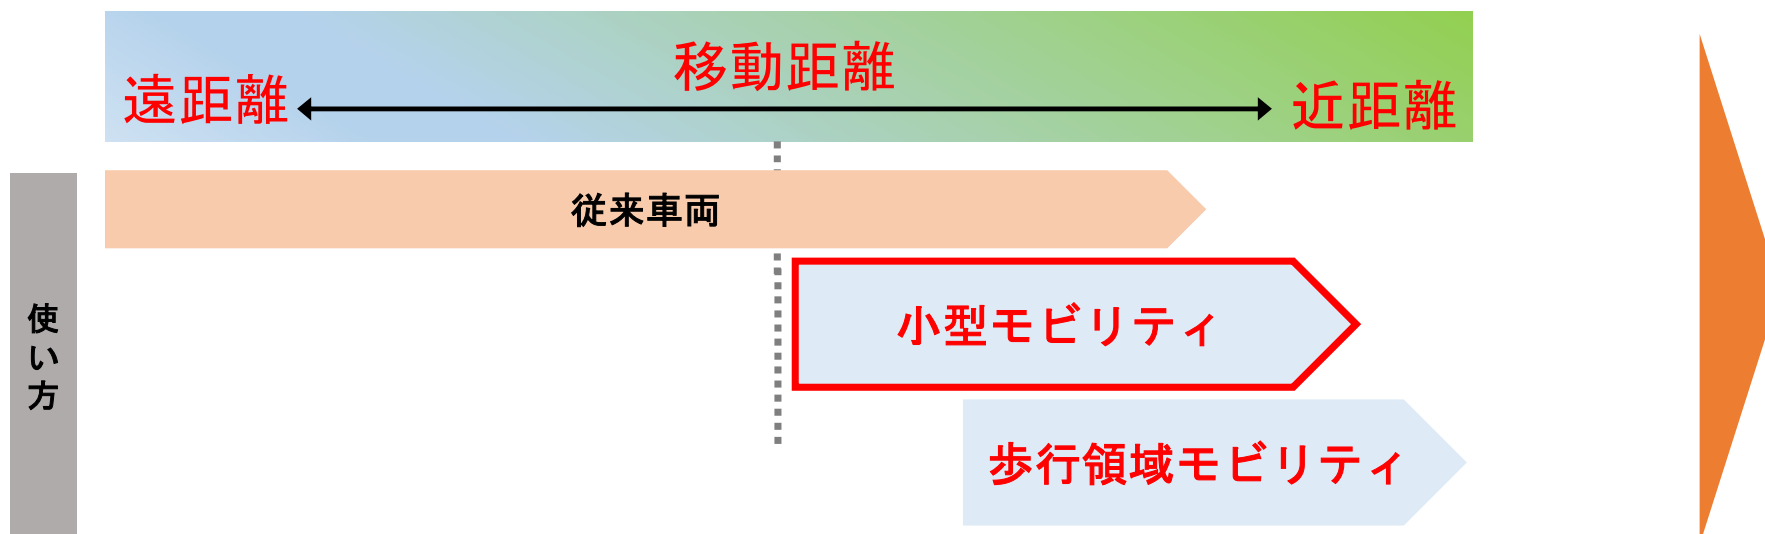 移動距離
遠距離
近距離
従来車両
使い方
小型モビリティ
歩行領域モビリティ